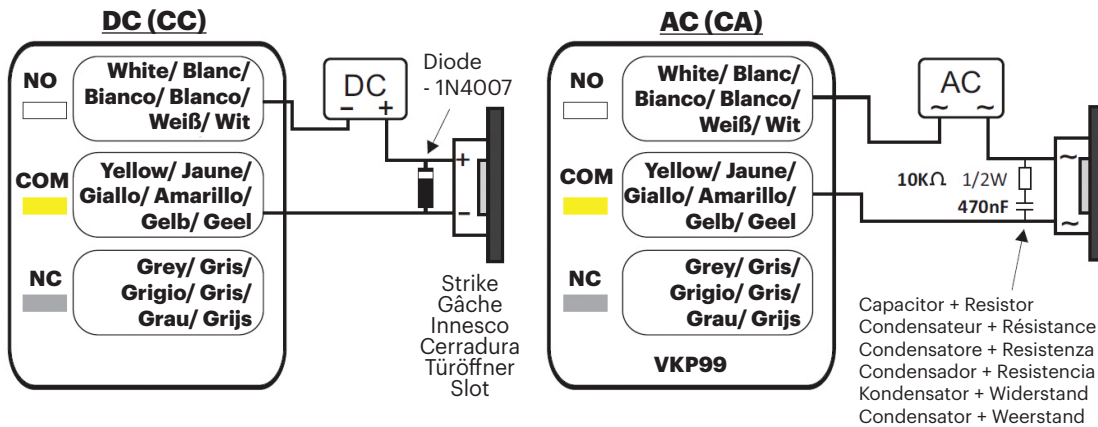 DC (CC)
NO
White/ Blanc/
Bianco/ Blanco/
Weiß/ Wit
COM
Yellow/ Jaune/
Giallo/ Amarillo/
Gelb/ Geel
NC
Grey/ Gris/
Grigio/ Gris/
Grau/ Grijs
DC
− +
Diode
- 1N4007
+
−
Strike
Gâche
Innesco
Cerradura
Türöffner
Slot
AC (CA)
NO
White/ Blanc/
Bianco/ Blanco/
Weiß/ Wit
COM
Yellow/ Jaune/
Giallo/ Amarillo/
Gelb/ Geel
NC
Grey/ Gris/
Grigio/ Gris/
Grau/ Grijs
VKP99
AC
~ ~
~
10KΩ 1/2W
470nF
~
Capacitor + Resistor
Condensateur + Résistance
Condensatore + Resistenza
Condensador + Resistencia
Kondensator + Widerstand
Condensator + Weerstand